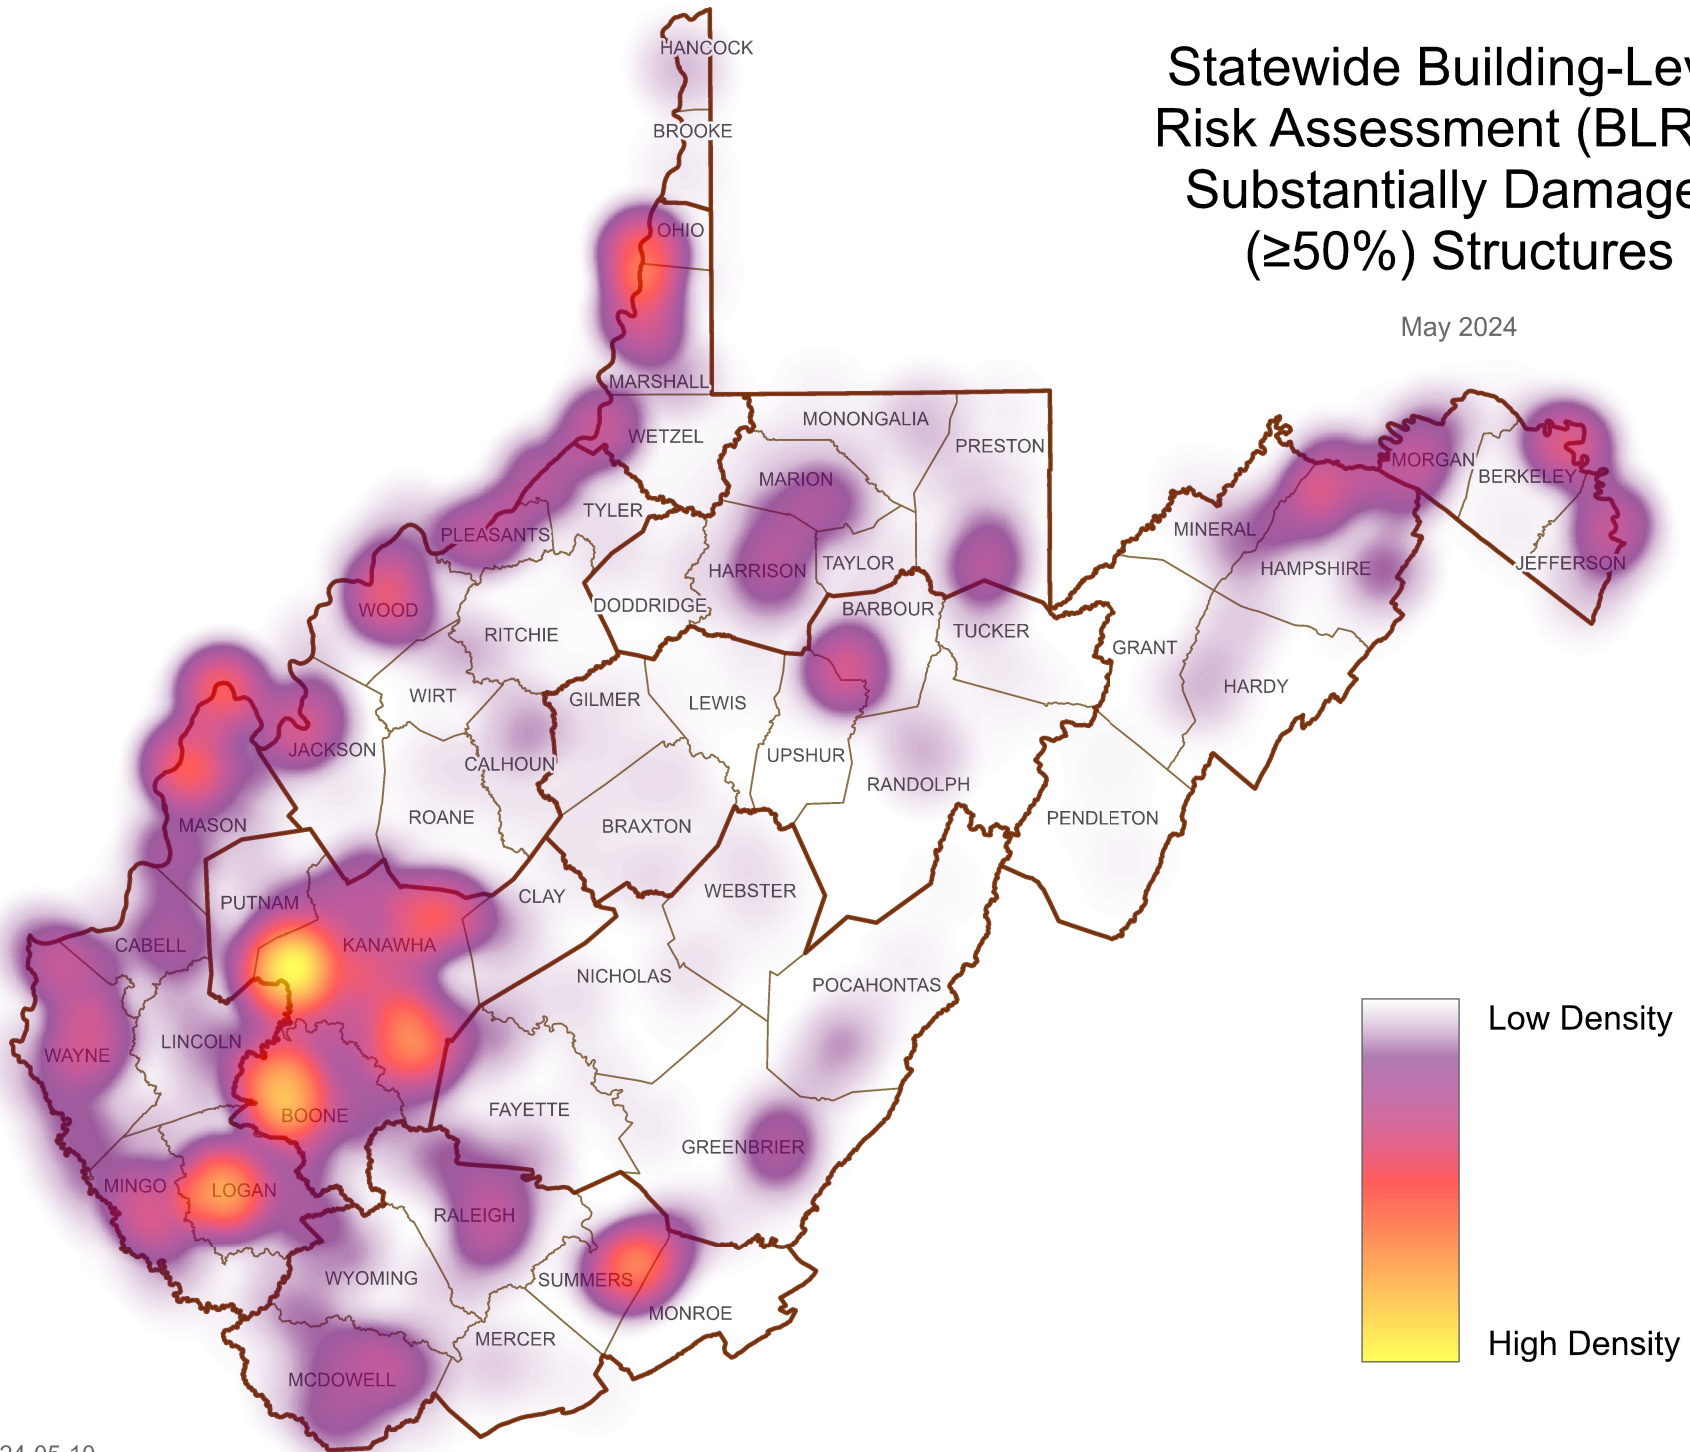 Statewide Building-Lev
Risk Assessment (BLR
Substantially Damage
(≥50%) Structures
May 2024
HANCOCK
BROOKE
OHIO
MARSHALL
WETZEL
MONONGALIA
PRESTON
MARION
TYLER
PLEASANTS
MORGAN
BERKELEY
MINERAL
HAMPSHIRE
JEFFERSON
HARRISON
TAYLOR
WOOD
DODDRIDGE
BARBOUR
RITCHIE
TUCKER
GRANT
WIRT
GILMER
LEWIS
HARDY
JACKSON
CALHOUN
UPSHUR
RANDOLPH
MASON
ROANE
BRAXTON
PENDLETON
PUTNAM
CLAY
WEBSTER
CABELL
KANAWHA
NICHOLAS
POCAHONTAS
LINCOLN
WAYNE
BOONE
FAYETTE
GREENBRIER
MINGO
LOGAN
RALEIGH
WYOMING
SUMMERS
MONROE
MERCER
MCDOWELL
Low Density
High Density
24-05-10